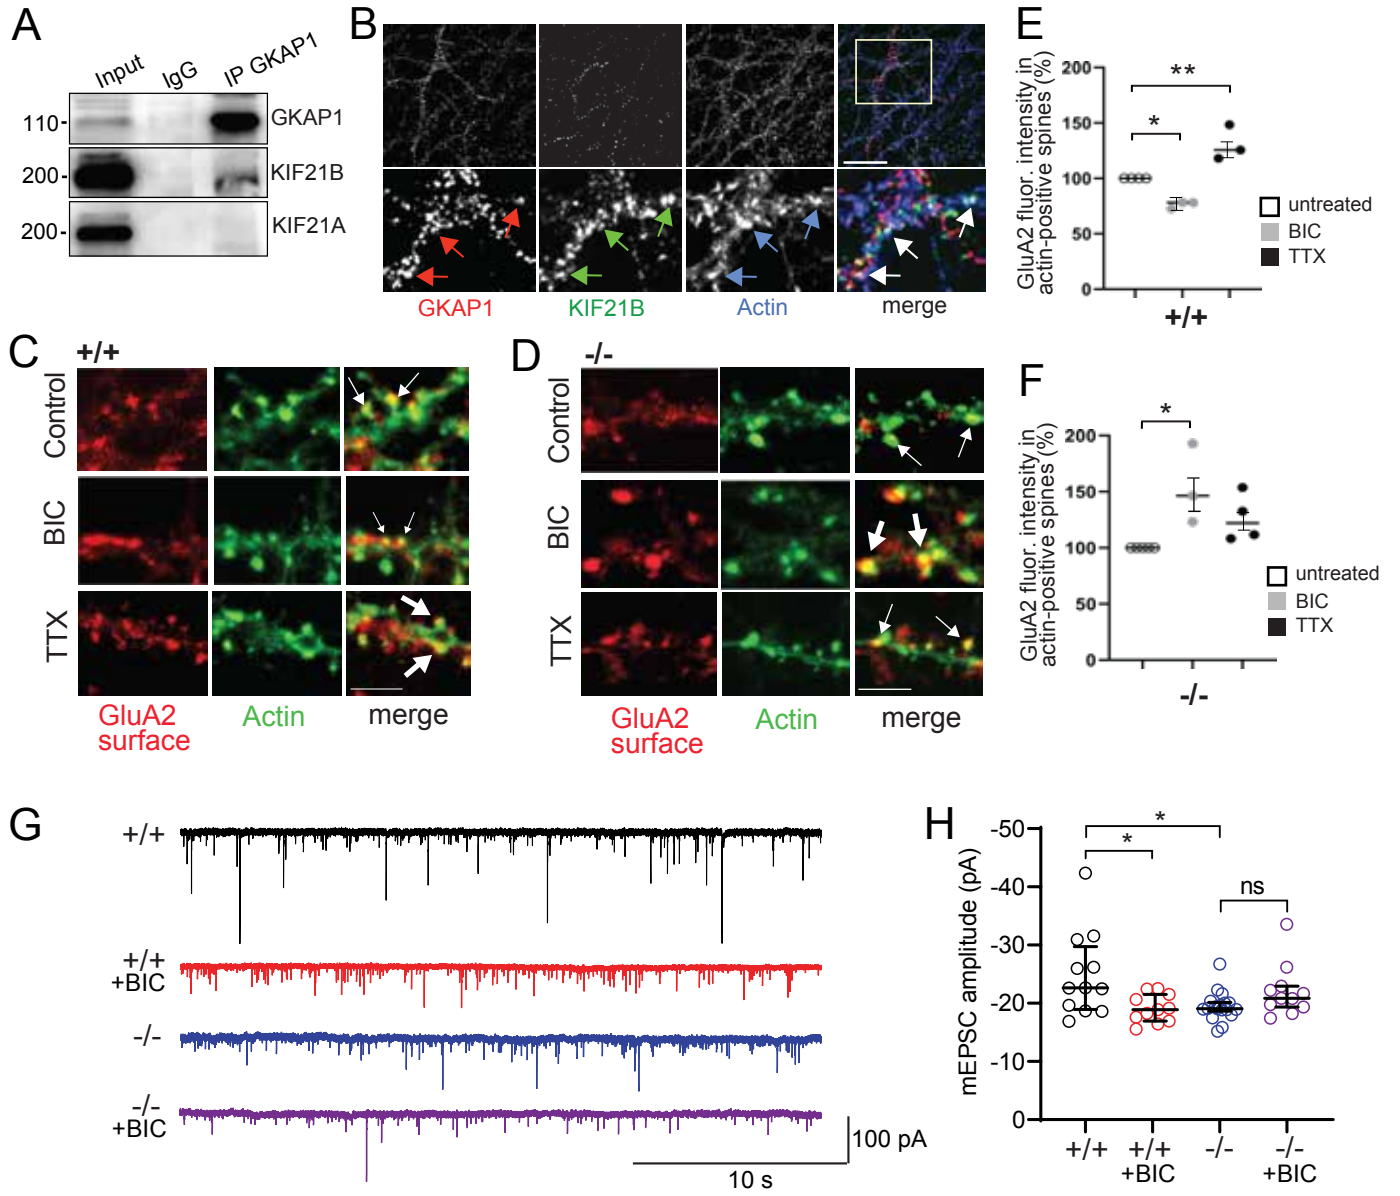 A
Input
IgG
IP GKAP1
110-
GKAP1
200-
KIF21B
200-
KIF21A
B
GKAP1
KIF21B
Actin
merge
C
+/+
Control
BIC
TTX
GluA2
surface
Actin
merge
D
-/-
Control
BIC
TTX
GluA2
surface
Actin
merge
E
GluA2 fluor. intensity in
actin-positive spines (%)
200
150
100
50
0
**
*
+/+
untreated
BIC
TTX
F
GluA2 fluor. intensity in
actin-positive spines (%)
200
150
100
50
0
*
-/-
untreated
BIC
TTX
G
+/+
+/+
+BIC
-/-
-/-
+BIC
100 pA
10 s
H
mEPSC amplitude (pA)
-50
-40
-30
-20
-10
0
*
*
ns
+/+
+/+
+BIC
-/-
-/-
+BIC